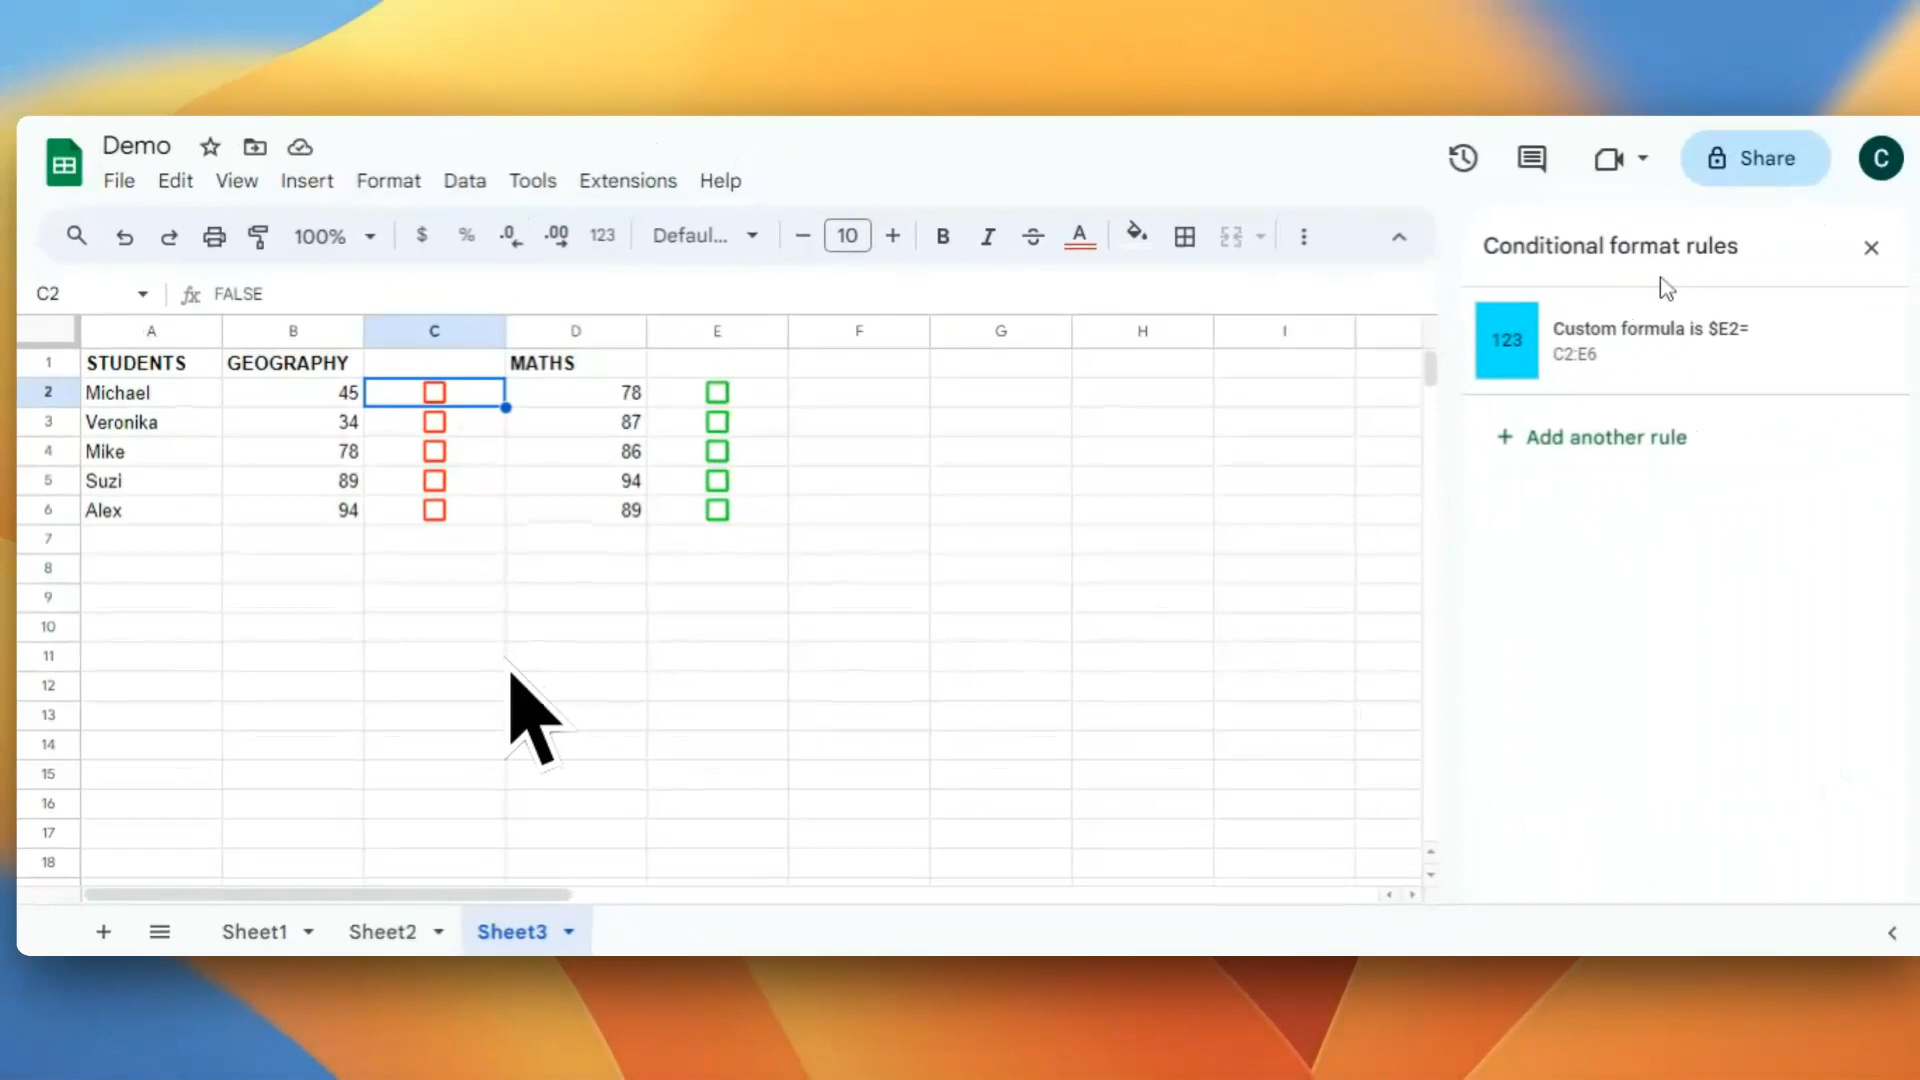 Demo
File Edit View Insert Format Data Tools Extensions Help
Share
C
100% $ % .0 .00 123 Defaul... 10 B I A
Conditional format rules
C2 fx FALSE
123
Custom formula is $E2=
C2:E6
Add another rule
A B C D E F G H I
1 STUDENTS GEOGRAPHY MATHS
2 Michael 45 78
3 Veronika 34 87
4 Mike 78 86
5 Suzi 89 94
6 Alex 94 89
7
8
9
10
11
12
13
14
15
16
17
18
Sheet1 Sheet2 Sheet3